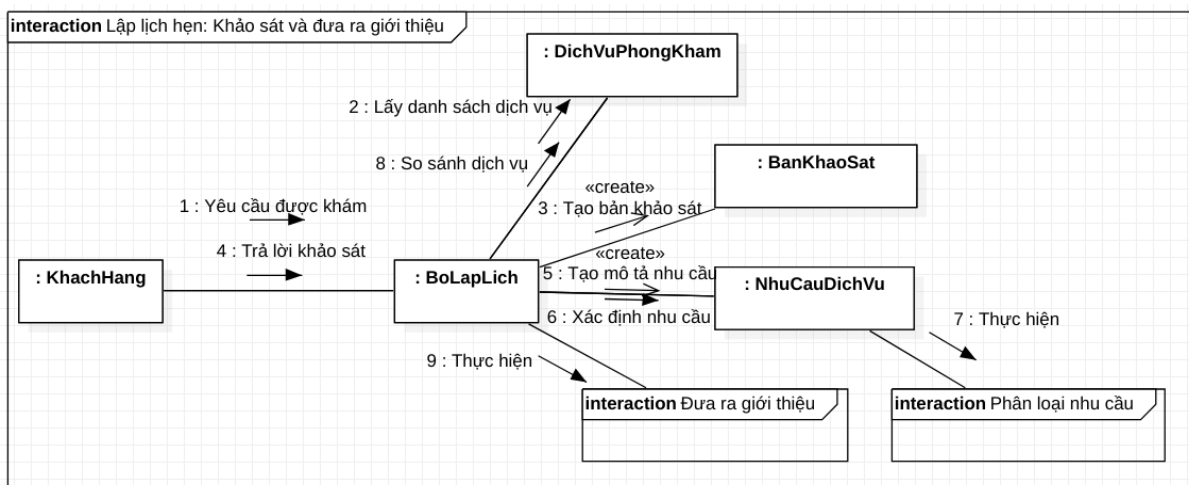 interaction Lập lịch hẹn: Khảo sát và đưa ra giới thiệu
: DichVuPhongKham
2 : Lấy danh sách dịch vụ
8 : So sánh dịch vụ
: BanKhaoSat
«create»
3 : Tạo bản khảo sát
1 : Yêu cầu được khám
4 : Trả lời khảo sát
: KhachHang
: BoLapLich
«create»
5 : Tạo mô tả nhu cầu
: NhuCauDichVu
6 : Xác định nhu cầu
7 : Thực hiện
9 : Thực hiện
interaction Đưa ra giới thiệu
interaction Phân loại nhu cầu